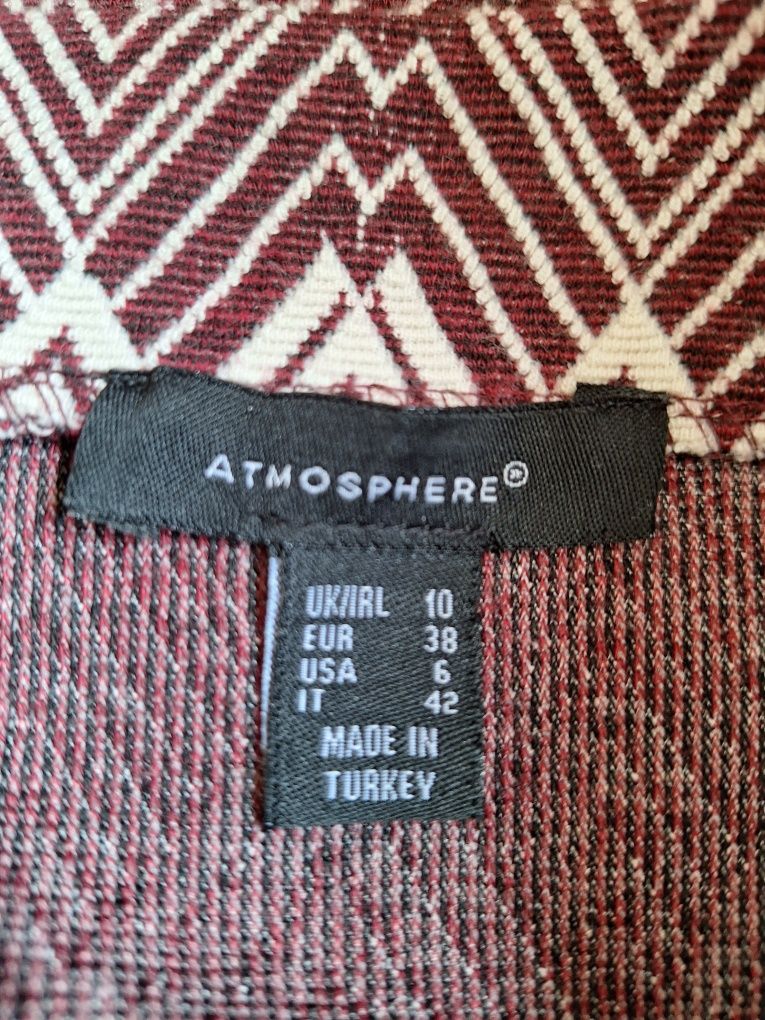 ATMOSPHERE®
UK/IRL 10
EUR 38
USA 6
IT 42
MADE IN
TURKEY